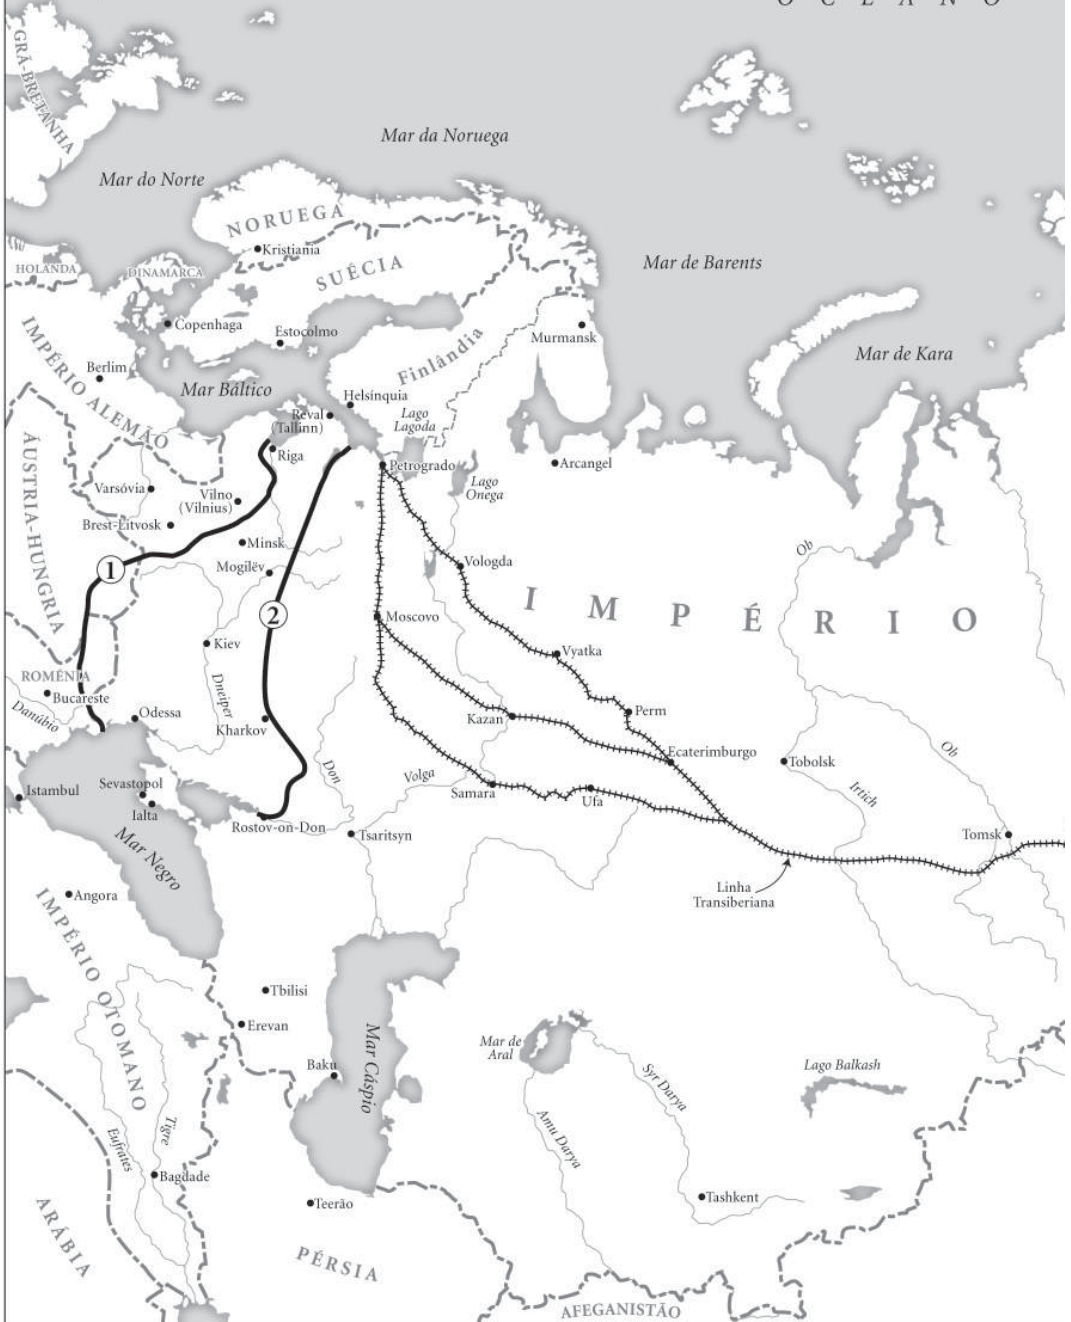 O C E A N O
GRÃ-BRETANHA
Mar da Noruega
Mar do Norte
NORUEGA
Kristiania
SUÉCIA
Mar de Barents
HOLANDA
DINAMARCA
Copenhaga
Estocolmo
Murmansk
Finlândia
Mar de Kara
IMPÉRIO ALEMÃO
Berlim
Mar Báltico
Helsínquia
Reval
(Tallinn)
Lago
Lagoda
Riga
Petrogrado
Arcangel
Lago
Onega
ÁUSTRIA-HUNGRIA
Varsóvia
Vilno
(Vilnius)
Brest-Litvosk
Minsk
Mogilëv
Vologda
Ob
1
2
I M P É R I O
Moscovo
Kiev
Vyatka
ROMÉNIA
Bucareste
Danúbio
Dneiper
Odessa
Kharkov
Kazan
Perm
Ecaterimburgo
Tobolsk
Ob
Irtich
Don
Volga
Samara
Ufa
Istambul
Sevastopol
Ialta
Rostov-on-Don
Tsaritsyn
Tomsk
Mar Negro
Linha
Transiberiana
Angora
IMPÉRIO OTOMANO
Tbilisi
Erevan
Baku
Mar Cáspio
Mar de
Aral
Syr Darya
Lago Balkash
Amu Darya
Eufrates
Tigre
Bagdade
Teerão
Tashkent
ARÁBIA
PÉRSIA
AFEGANISTÃO